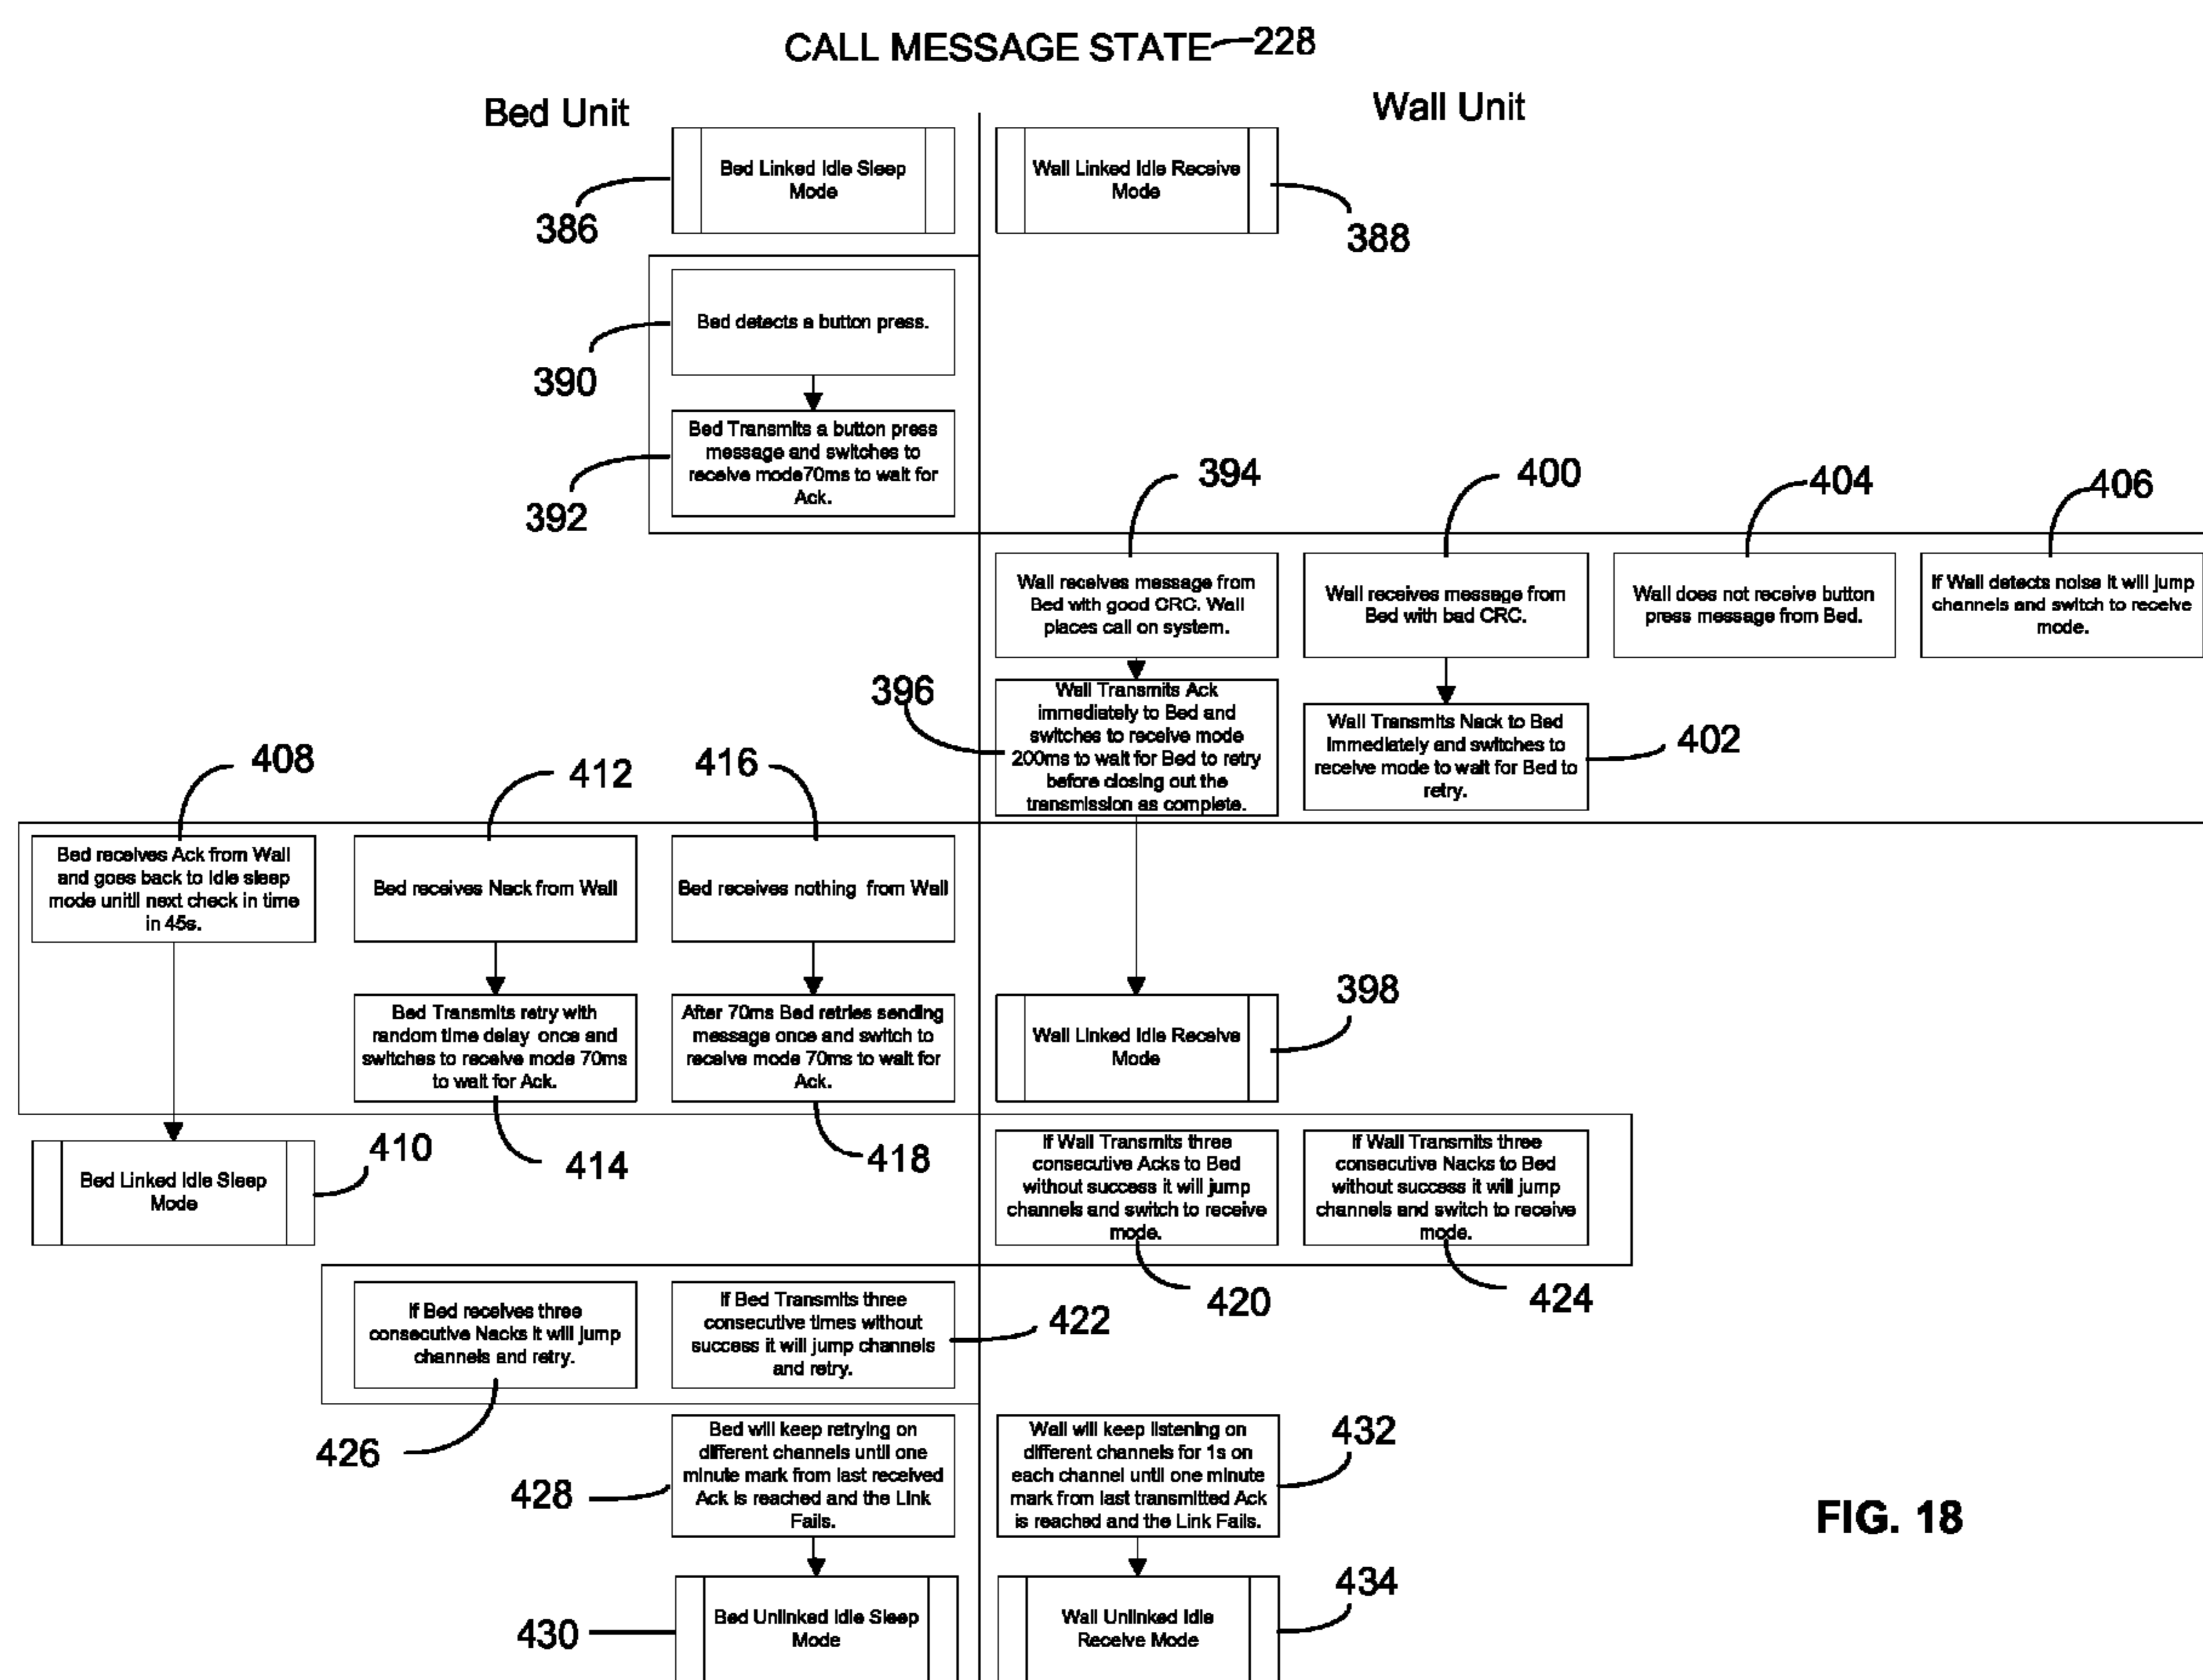 CALL MESSAGE STATE 228
Bed Unit
Wall Unit
Bed Linked Idle Sleep
Mode
386
Wall Linked Idle Receive
Mode
388
Bed detects a button press.
390
Bed Transmits a button press
message and switches to
receive mode70ms to wait for
Ack.
392
394
400
404
406
Wall receives message from
Bed with good CRC. Wall
places call on system.
Wall receives message from
Bed with bad CRC.
Wall does not receive button
press message from Bed.
If Wall detects noise it will jump
channels and switch to receive
mode.
396
Wall Transmits Ack
immediately to Bed and
switches to receive mode
200ms to wait for Bed to retry
before closing out the
transmission as complete.
Wall Transmits Nack to Bed
Immediately and switches to
receive mode to wait for Bed to
retry.
402
408
412
416
Bed receives Ack from Wall
and goes back to Idle sleep
mode unitll next check in time
in 45s.
Bed receives Nack from Wall
Bed receives nothing from Wall
Bed Transmits retry with
random time delay once and
switches to receive mode 70ms
to wait for Ack.
After 70ms Bed retries sending
message once and switch to
receive mode 70ms to wait for
Ack.
Wall Linked Idle Receive
Mode
398
Bed Linked Idle Sleep
Mode
410
414
418
If Wall Transmits three
consecutive Acks to Bed
without success it will jump
channels and switch to receive
mode.
If Wall Transmits three
consecutive Nacks to Bed
without success it will jump
channels and switch to receive
mode.
420
424
If Bed receives three
consecutive Nacks it will jump
channels and retry.
If Bed Transmits three
consecutive times without
success it will jump channels
and retry.
422
426
Bed will keep retrying on
different channels until one
minute mark from last received
Ack is reached and the Link
Fails.
428
Wall will keep listening on
different channels for 1s on
each channel until one minute
mark from last transmitted Ack
is reached and the Link Fails.
432
FIG. 18
Bed Unlinked Idle Sleep
Mode
430
Wall Unlinked Idle
Receive Mode
434